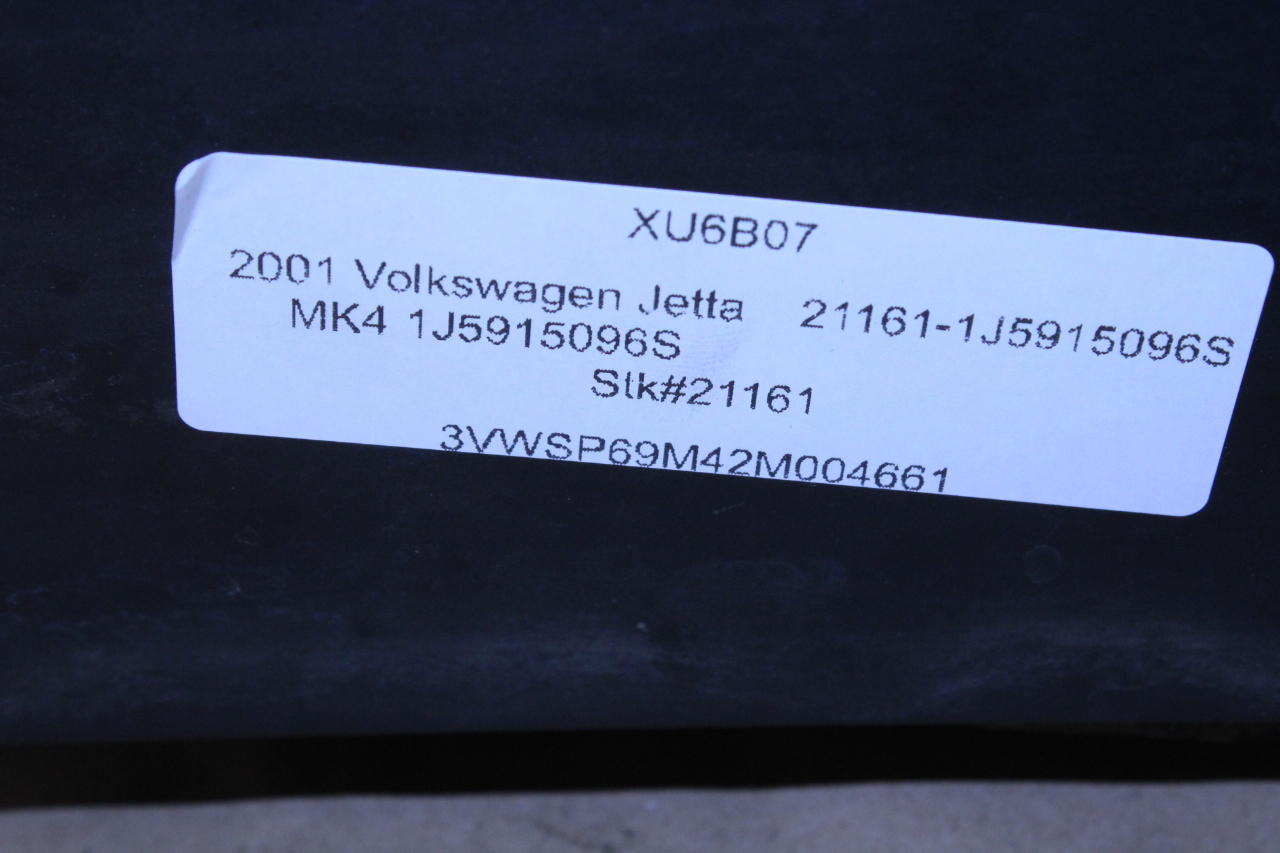 XU6B07
2001 Volkswagen Jetta 21161-1J5915096S
MK4 1J5915096S
Stk#21161
3VWSP69M42M004661